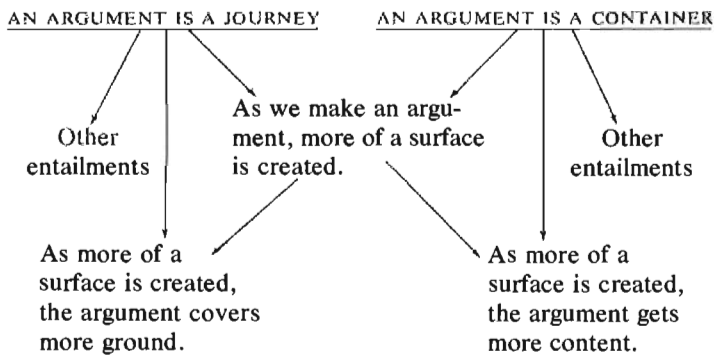 AN ARGUMENT IS A JOURNEY
AN ARGUMENT IS A CONTAINER
As we make an argu-
ment, more of a surface
is created.
Other
entailments
Other
entailments
As more of a
surface is created,
the argument covers
more ground.
As more of a
surface is created,
the argument gets
more content.